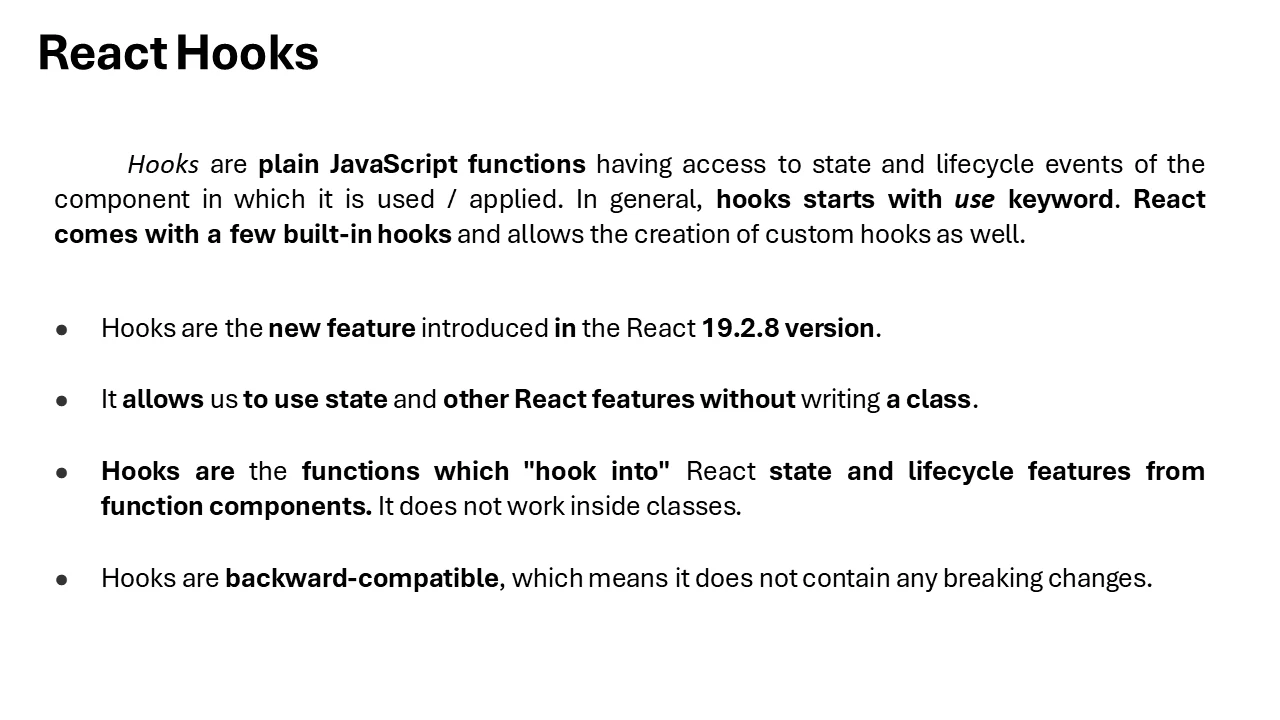 React Hooks
Hooks are plain JavaScript functions having access to state and lifecycle events of the
component in which it is used / applied. In general, hooks starts with use keyword. React
comes with a few built-in hooks and allows the creation of custom hooks as well.
● Hooks are the new feature introduced in the React 19.2.8 version.
● It allows us to use state and other React features without writing a class.
● Hooks are the functions which "hook into" React state and lifecycle features from
function components. It does not work inside classes.
● Hooks are backward-compatible, which means it does not contain any breaking changes.